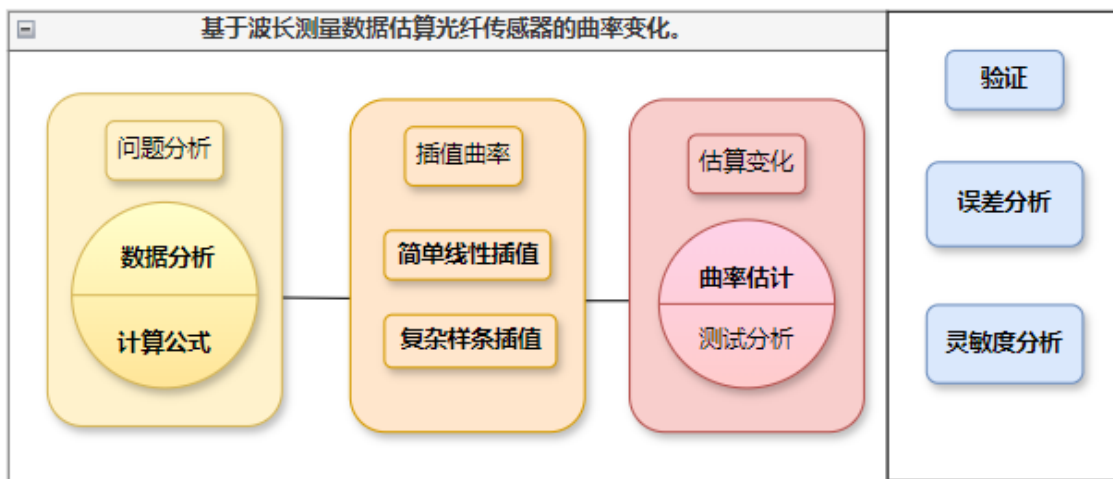 基于波长测量数据估算光纤传感器的曲率变化。
问题分析
数据分析
计算公式
插值曲率
简单线性插值
复杂样条插值
估算变化
曲率估计
测试分析
验证
误差分析
灵敏度分析